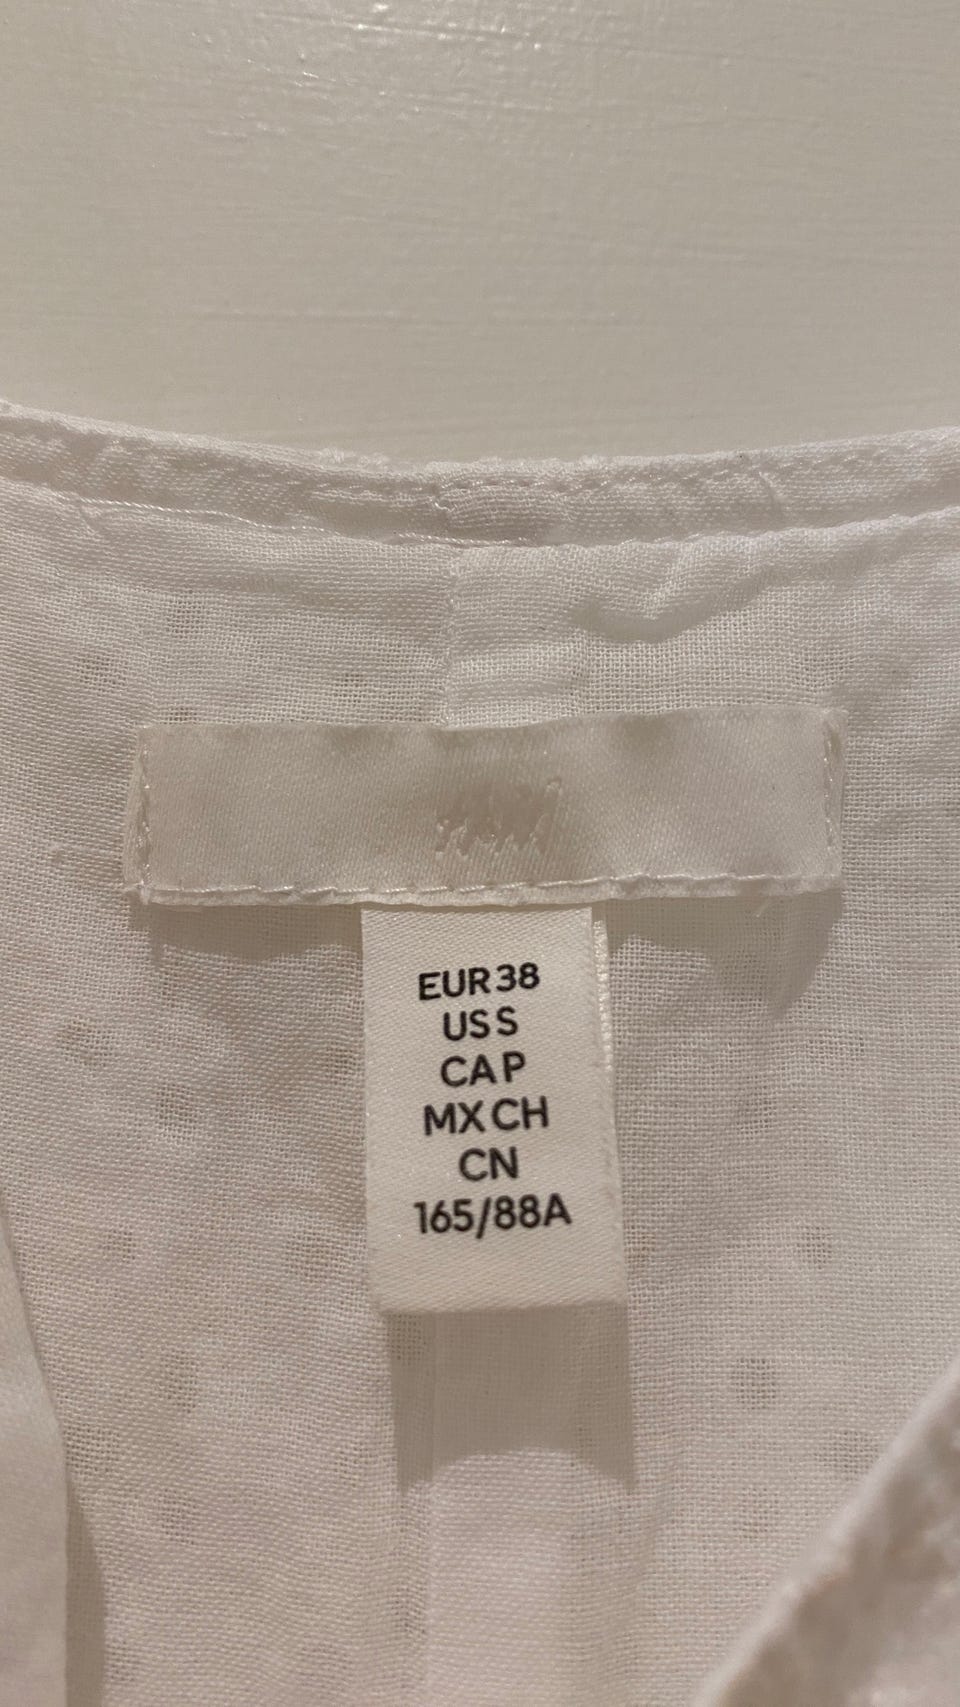 EUR 38
US S
CA P
MX CH
CN
165/88A